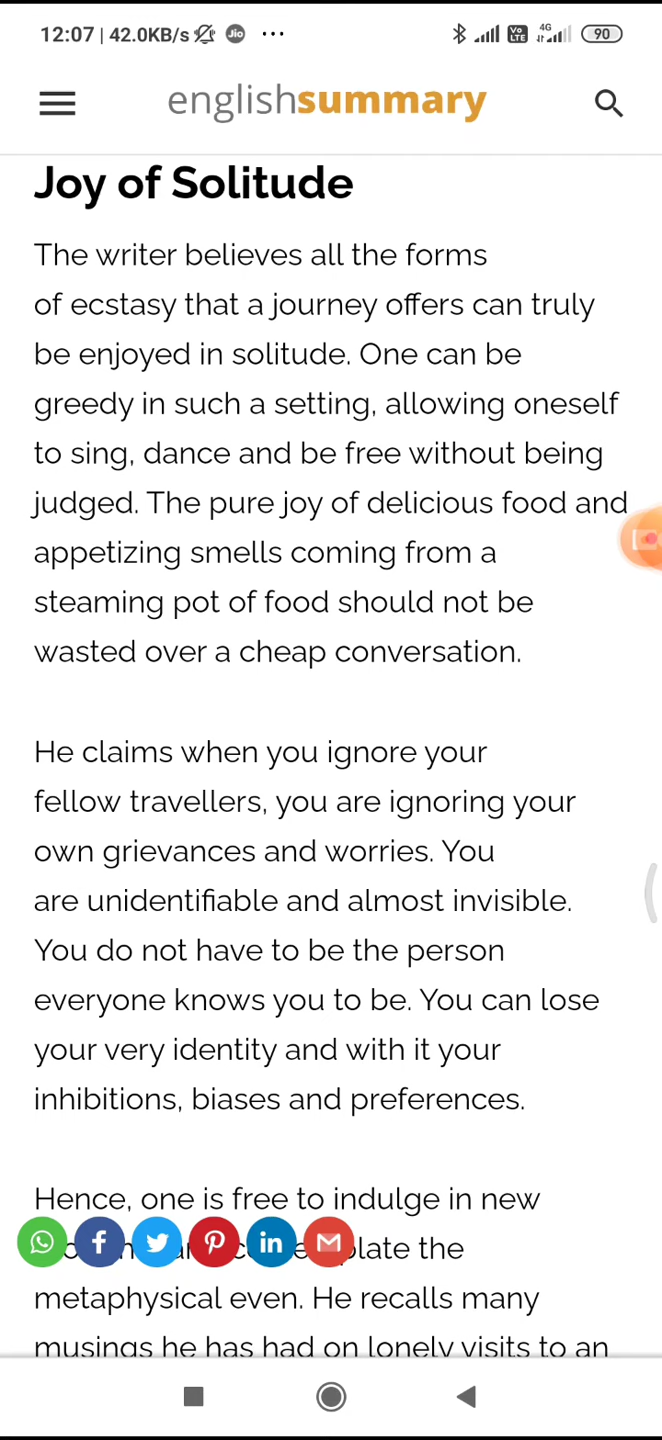 12:07 | 42.0KB/s Jio ...
Vo LTE 4G 90
englishsummary
Joy of Solitude
The writer believes all the forms
of ecstasy that a journey offers can truly
be enjoyed in solitude. One can be
greedy in such a setting, allowing oneself
to sing, dance and be free without being
judged. The pure joy of delicious food and
appetizing smells coming from a
steaming pot of food should not be
wasted over a cheap conversation.
He claims when you ignore your
fellow travellers, you are ignoring your
own grievances and worries. You
are unidentifiable and almost invisible.
You do not have to be the person
everyone knows you to be. You can lose
your very identity and with it your
inhibitions, biases and preferences.
Hence, one is free to indulge in new
plate the
metaphysical even. He recalls many
musings he has had on lonely visits to an